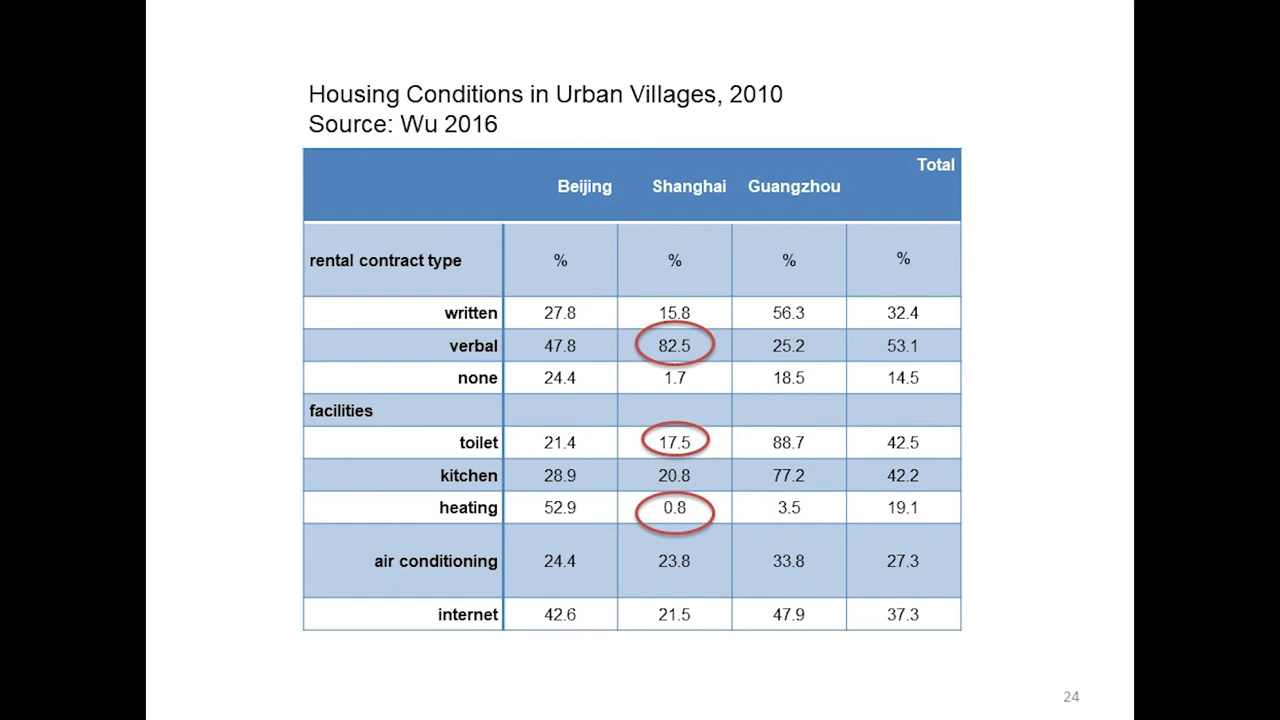 Housing Conditions in Urban Villages, 2010
Source: Wu 2016
Beijing Shanghai Guangzhou Total
rental contract type % % % %
written 27.8 15.8 56.3 32.4
verbal 47.8 82.5 25.2 53.1
none 24.4 1.7 18.5 14.5
facilities
toilet 21.4 17.5 88.7 42.5
kitchen 28.9 20.8 77.2 42.2
heating 52.9 0.8 3.5 19.1
air conditioning 24.4 23.8 33.8 27.3
internet 42.6 21.5 47.9 37.3
24